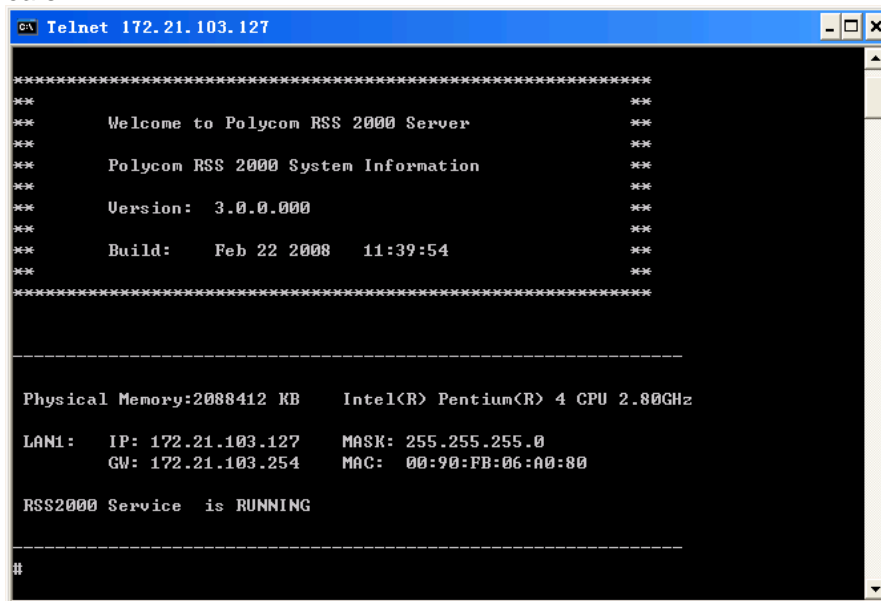 Telnet 172.21.103.127
************************************************************
** **
** Welcome to Polycom RSS 2000 Server **
** **
** Polycom RSS 2000 System Information **
** **
** Version: 3.0.0.000 **
** **
** Build: Feb 22 2008 11:39:54 **
** **
************************************************************
---------------------------------------------------------------
Physical Memory:2088412 KB Intel(R) Pentium(R) 4 CPU 2.80GHz
LAN1: IP: 172.21.103.127 MASK: 255.255.255.0
GW: 172.21.103.254 MAC: 00:90:FB:06:A0:80
RSS2000 Service is RUNNING
---------------------------------------------------------------
#